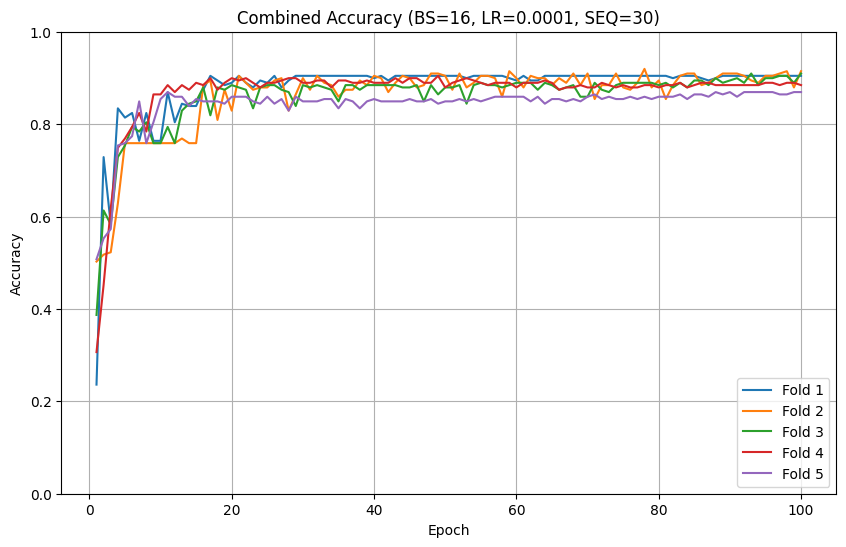 Combined Accuracy (BS=16, LR=0.0001, SEQ=30)
1.0
0.8
0.6
0.4
0.2
0.0
Accuracy
0 20 40 60 80 100
Epoch
Fold 1
Fold 2
Fold 3
Fold 4
Fold 5